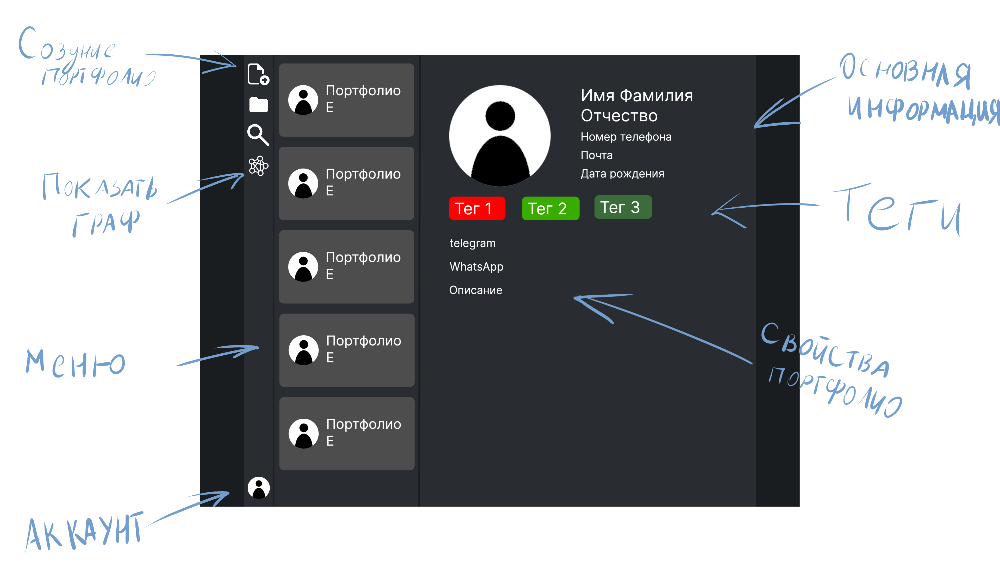 Создние
портфолио
Показать
граф
Меню
Аккаунт
Портфолио
Е
Портфолио
Е
Портфолио
Е
Портфолио
Е
Портфолио
Е
Имя Фамилия
Отчество
Номер телефона
Почта
Дата рождения
Тег 1
Тег 2
Тег 3
telegram
WhatsApp
Описание
Основная
информация
Теги
Свойства
портфолио